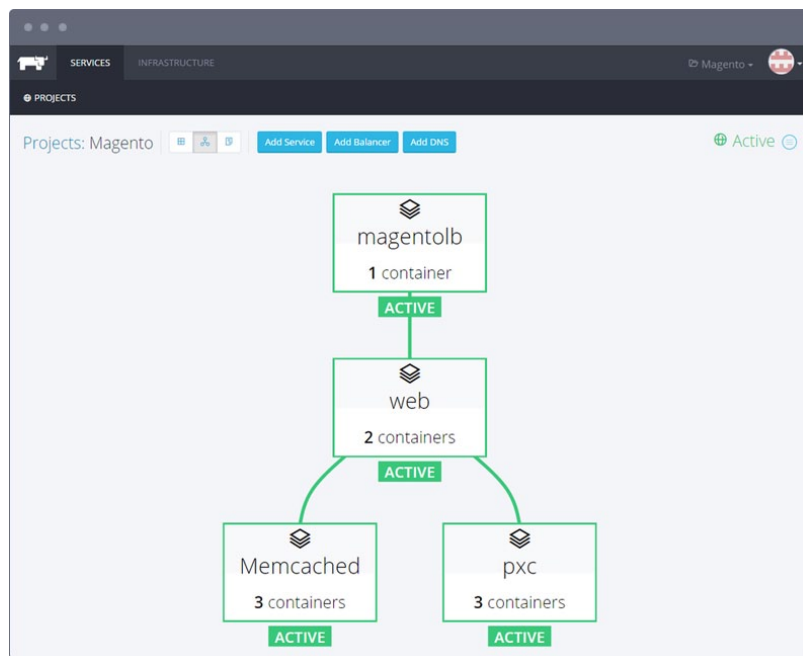 SERVICES INFRASTRUCTURE Magento
PROJECTS
Projects: Magento Add Service Add Balancer Add DNS Active
magentolb
1 container
ACTIVE
web
2 containers
ACTIVE
Memcached pxc
3 containers 3 containers
ACTIVE ACTIVE